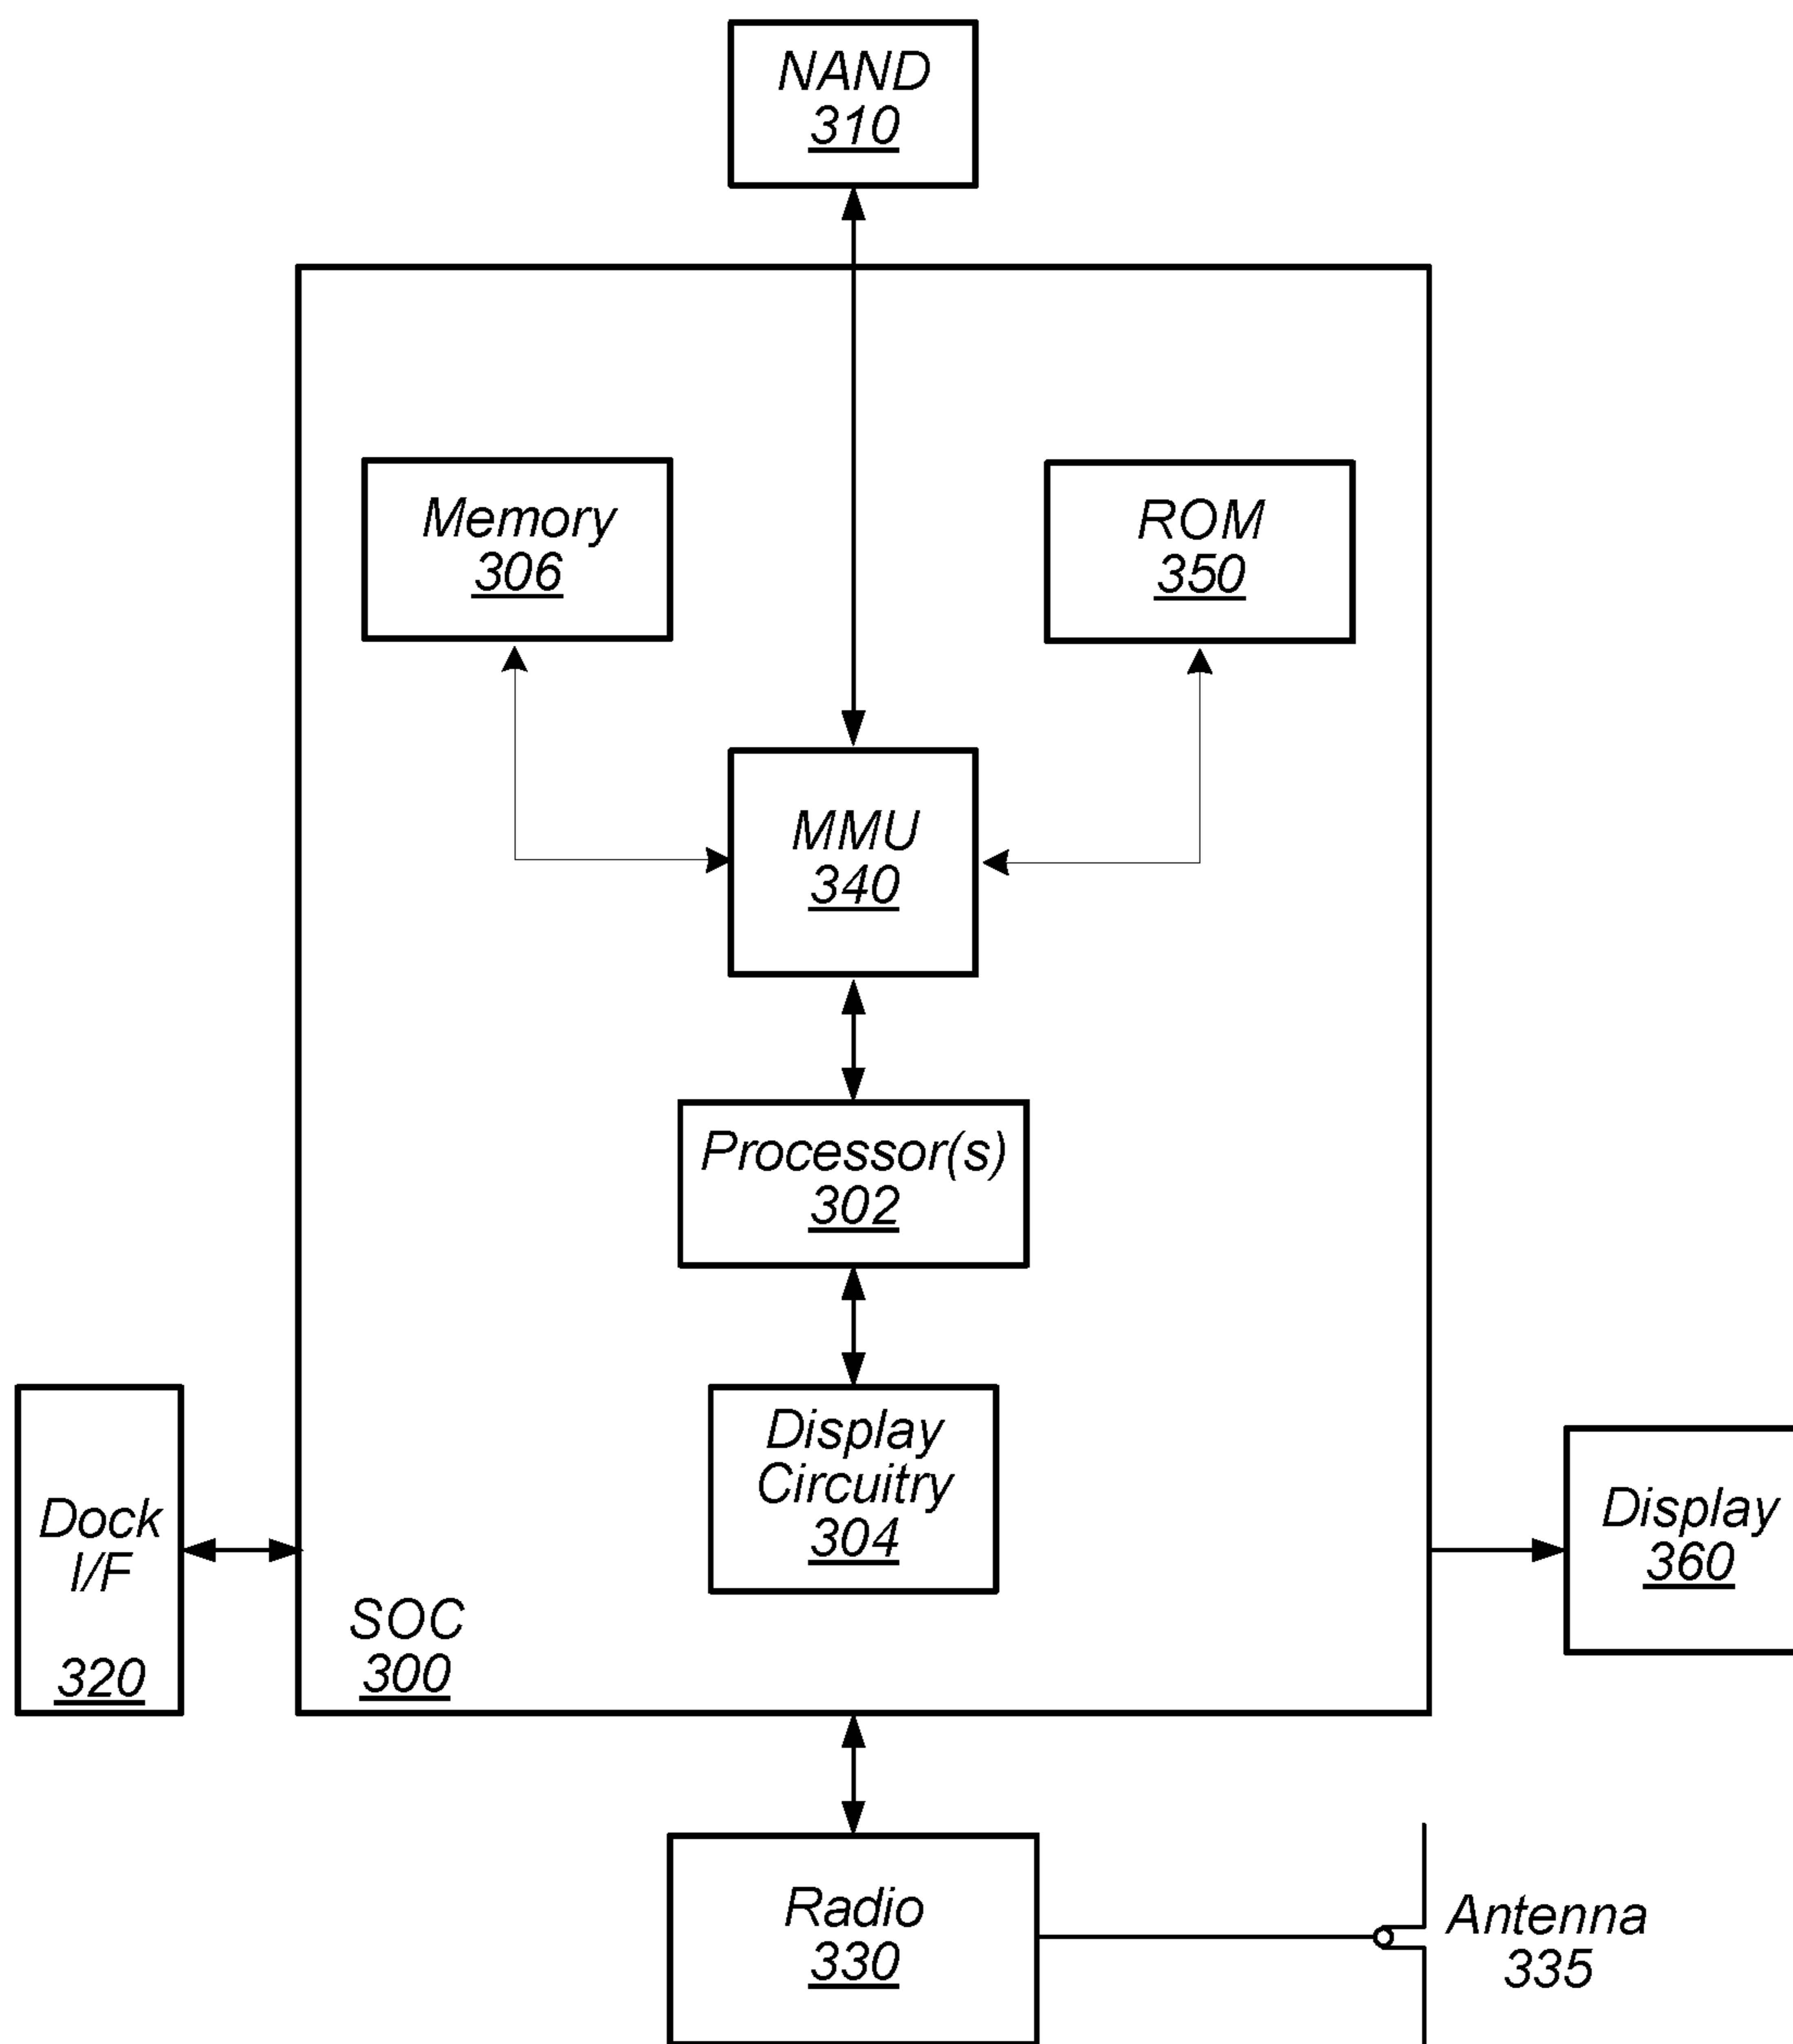 NAND
310
Memory
306
ROM
350
MMU
340
Processor(s)
302
Display
Circuitry
304
Dock
I/F
320
SOC
300
Display
360
Radio
330
Antenna
335